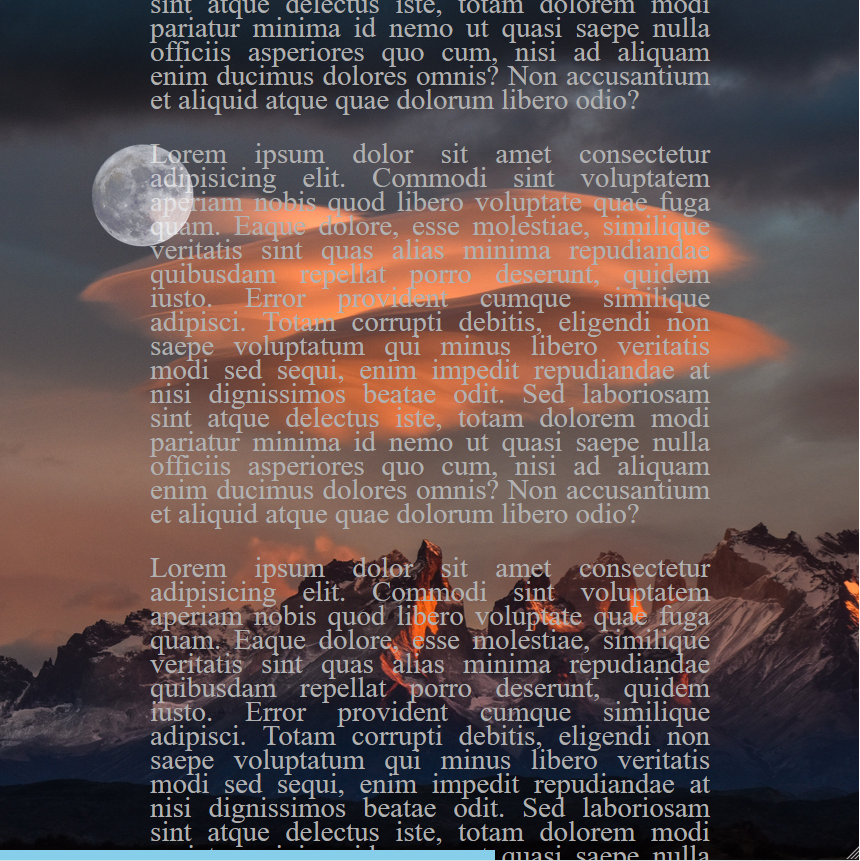 sint atque delectus iste, totam dolorem modi
pariatur minima id nemo ut quasi saepe nulla
officiis asperiores quo cum, nisi ad aliquam
enim ducimus dolores omnis? Non accusantium
et aliquid atque quae dolorum libero odio?
Lorem ipsum dolor sit amet consectetur
adipisicing elit. Commodi sint voluptatem
aperiam nobis quod libero voluptate quae fuga
quam. Eaque dolore, esse molestiae, similique
veritatis sint quas alias minima repudiandae
quibusdam repellat porro deserunt, quidem
iusto. Error provident cumque similique
adipisci. Totam corrupti debitis, eligendi non
saepe voluptatum qui minus libero veritatis
modi sed sequi, enim impedit repudiandae at
nisi dignissimos beatae odit. Sed laboriosam
sint atque delectus iste, totam dolorem modi
pariatur minima id nemo ut quasi saepe nulla
officiis asperiores quo cum, nisi ad aliquam
enim ducimus dolores omnis? Non accusantium
et aliquid atque quae dolorum libero odio?
Lorem ipsum dolor sit amet consectetur
adipisicing elit. Commodi sint voluptatem
aperiam nobis quod libero voluptate quae fuga
quam. Eaque dolore, esse molestiae, similique
veritatis sint quas alias minima repudiandae
quibusdam repellat porro deserunt, quidem
iusto. Error provident cumque similique
adipisci. Totam corrupti debitis, eligendi non
saepe voluptatum qui minus libero veritatis
modi sed sequi, enim impedit repudiandae at
nisi dignissimos beatae odit. Sed laboriosam
sint atque delectus iste, totam dolorem modi
quasi saepe nulla